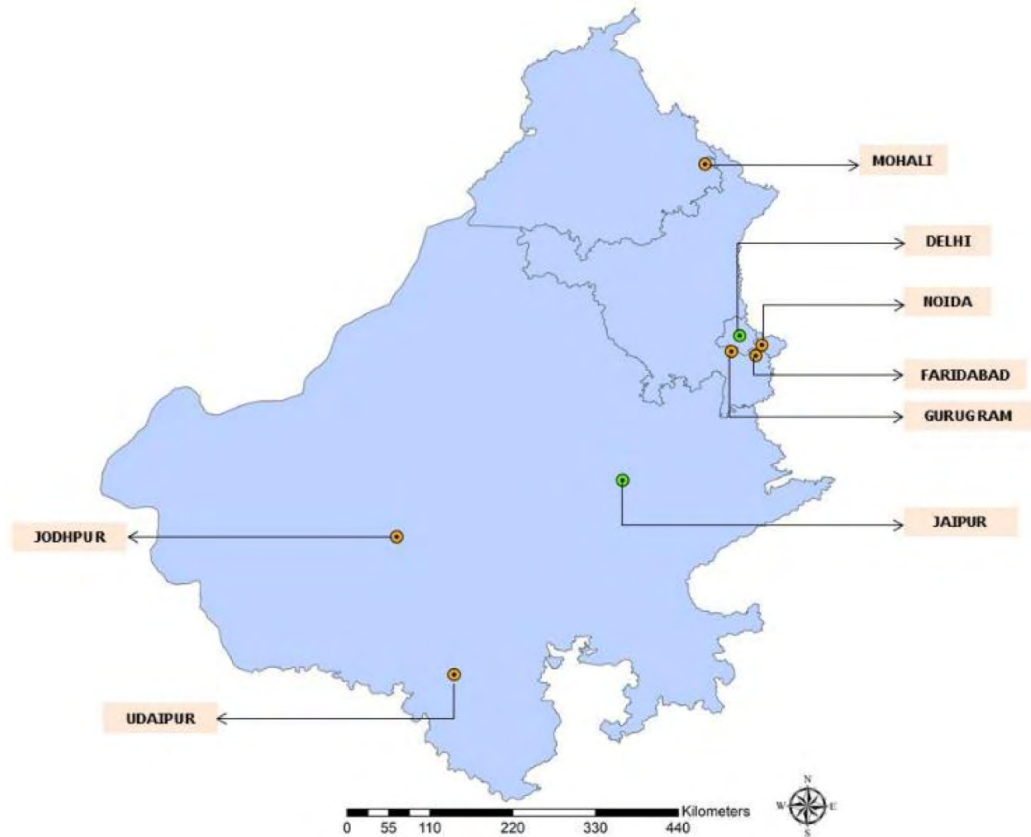 MOHALI
DELHI
NOIDA
FARIDABAD
GURUGRAM
JAIPUR
JODHPUR
UDAIPUR
N
W E
S
Kilometers
0 55 110 220 330 440